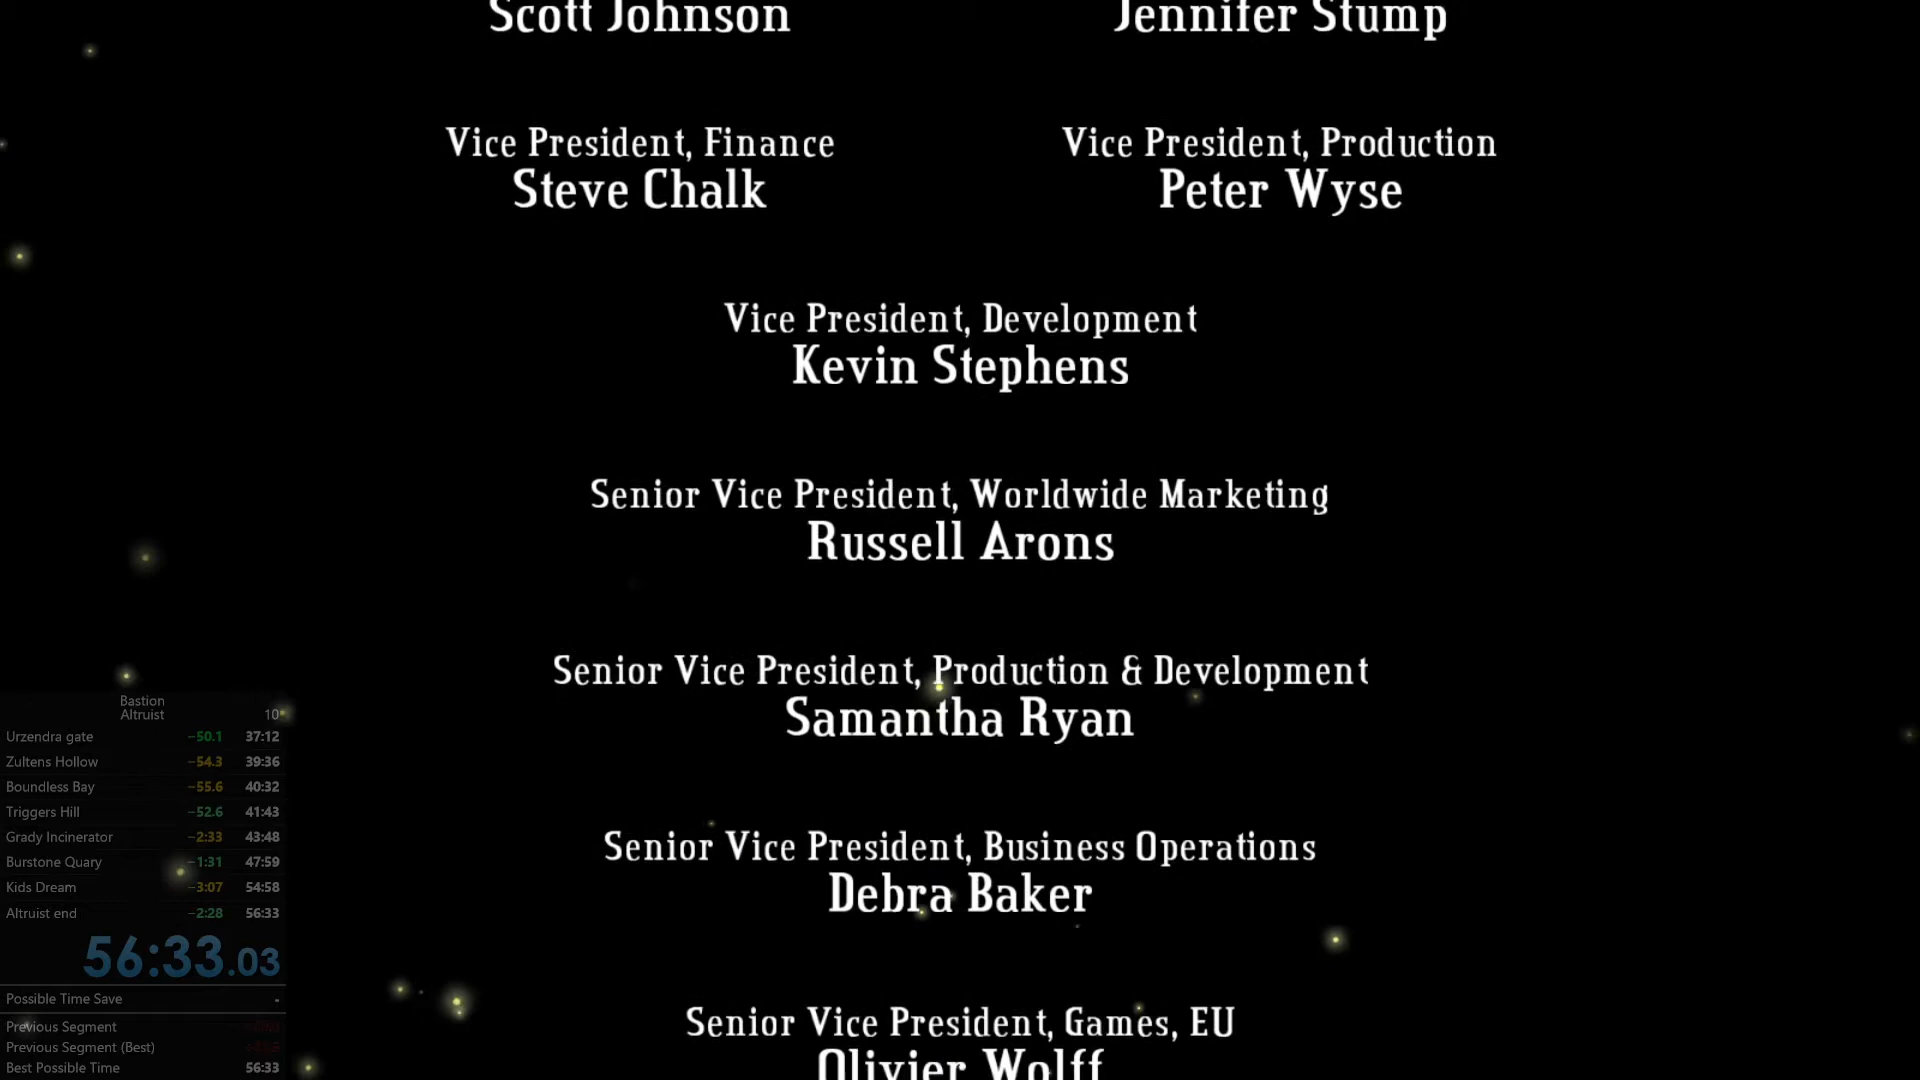 Scott Johnson
Jennifer Stump
Vice President, Finance
Steve Chalk
Vice President, Production
Peter Wyse
Vice President, Development
Kevin Stephens
Senior Vice President, Worldwide Marketing
Russell Arons
Senior Vice President, Production & Development
Samantha Ryan
Senior Vice President, Business Operations
Debra Baker
Senior Vice President, Games, EU
Olivier Wolff
Bastion
Altruist 10
Urzendra gate −50.1 37:12
Zultens Hollow −54.3 39:36
Boundless Bay −55.6 40:32
Triggers Hill −52.6 41:43
Grady Incinerator −2:33 43:48
Burstone Quary −1:31 47:59
Kids Dream −3:07 54:58
Altruist end −2:28 56:33
56:33.03
Possible Time Save -
Previous Segment
Previous Segment (Best)
Best Possible Time 56:33